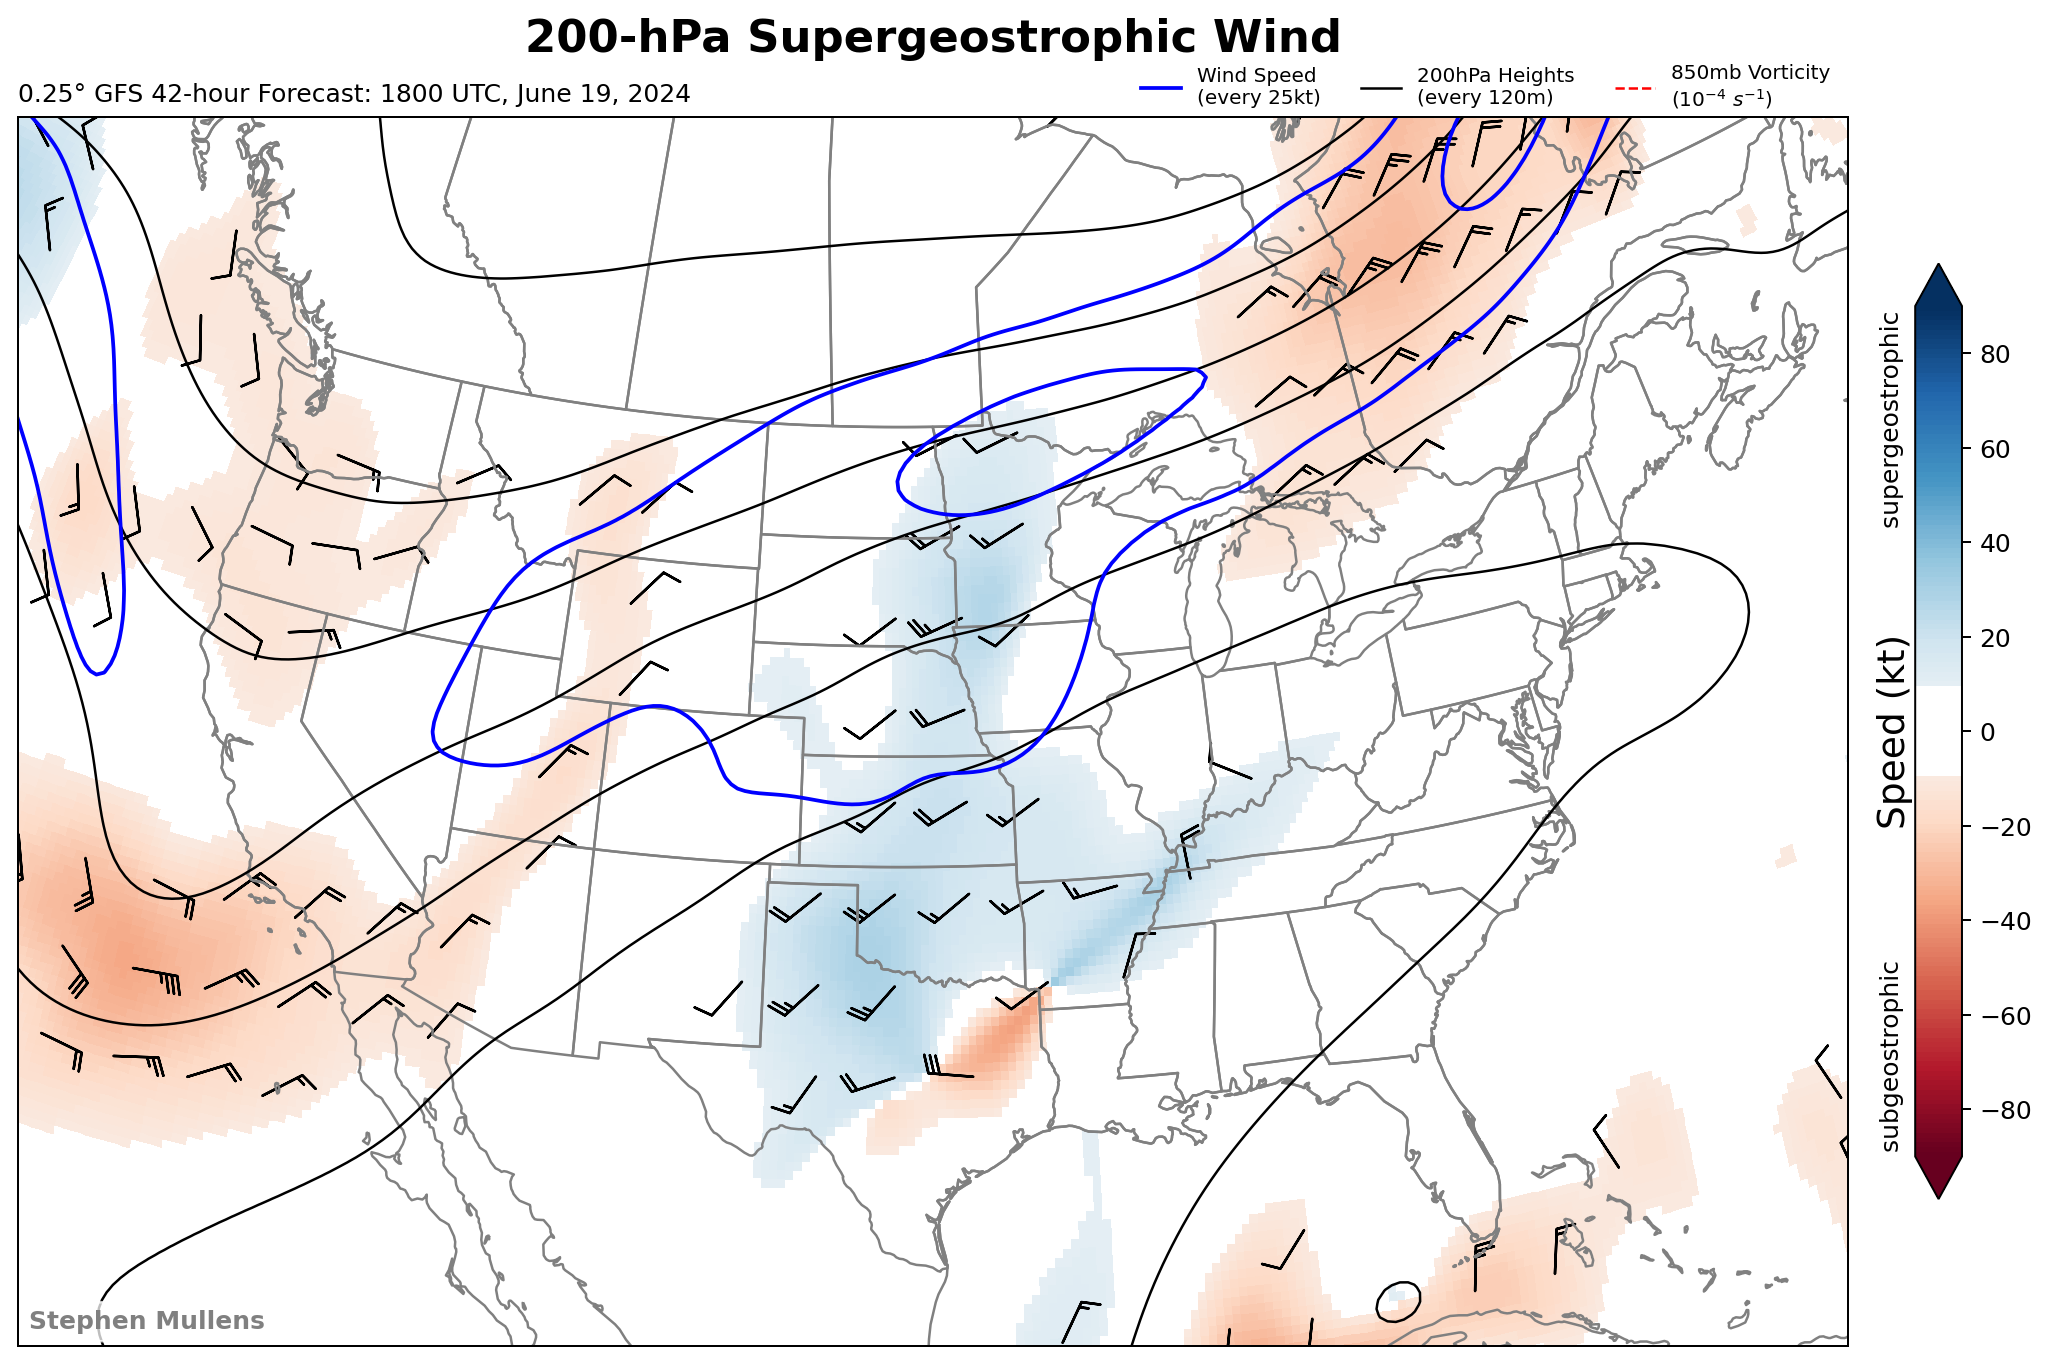 200-hPa Supergeostrophic Wind
0.25° GFS 42-hour Forecast: 1800 UTC, June 19, 2024
Wind Speed
(every 25kt)
200hPa Heights
(every 120m)
850mb Vorticity
(10⁻⁴ s⁻¹)
supergeostrophic
Speed (kt)
subgeostrophic
80
60
40
20
0
−20
−40
−60
−80
Stephen Mullens